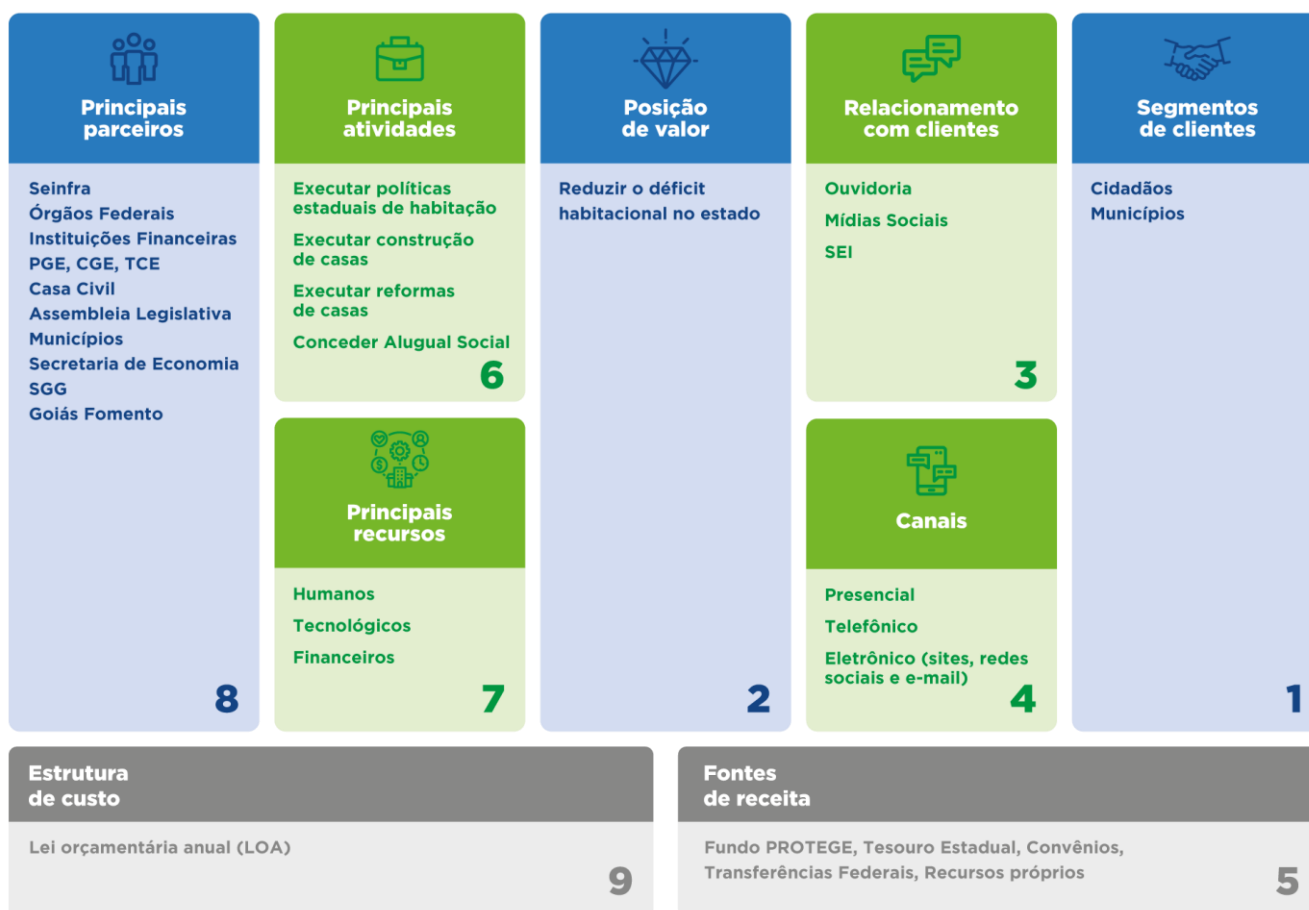 Principais
parceiros
Seinfra
Órgãos Federais
Instituições Financeiras
PGE, CGE, TCE
Casa Civil
Assembleia Legislativa
Municípios
Secretaria de Economia
SGG
Goiás Fomento
8
Principais
atividades
Executar políticas
estaduais de habitação
Executar construção
de casas
Executar reformas
de casas
Conceder Alugual Social
6
Principais
recursos
Humanos
Tecnológicos
Financeiros
7
Posição
de valor
Reduzir o déficit
habitacional no estado
2
Relacionamento
com clientes
Ouvidoria
Mídias Sociais
SEI
3
Canais
Presencial
Telefônico
Eletrônico (sites, redes
sociais e e-mail)
4
Segmentos
de clientes
Cidadãos
Municípios
1
Estrutura
de custo
Lei orçamentária anual (LOA)
9
Fontes
de receita
Fundo PROTEGE, Tesouro Estadual, Convênios,
Transferências Federais, Recursos próprios
5